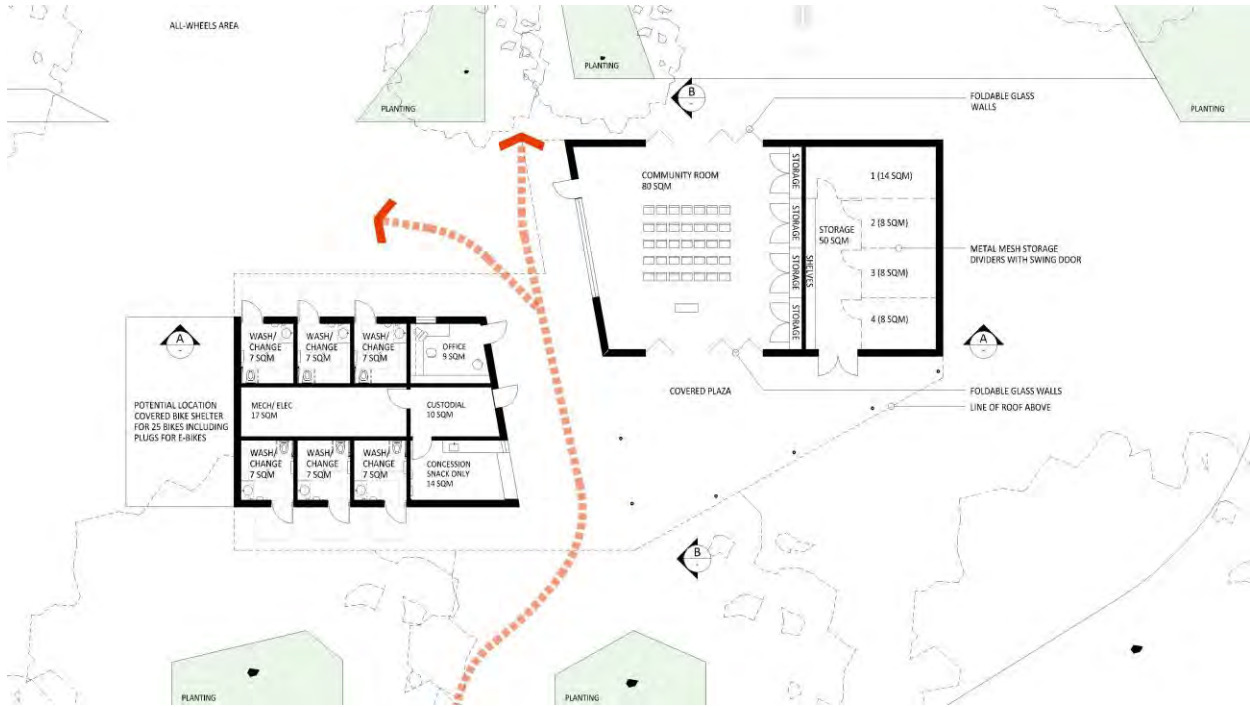 ALL-WHEELS AREA
PLANTING
PLANTING
PLANTING
B
FOLDABLE GLASS
WALLS
COMMUNITY ROOM
80 SQM
STORAGE
STORAGE
STORAGE
STORAGE
SHELVES
STORAGE
50 SQM
1 (14 SQM)
2 (8 SQM)
3 (8 SQM)
4 (8 SQM)
METAL MESH STORAGE
DIVIDERS WITH SWING DOOR
A
A
WASH/
CHANGE
7 SQM
WASH/
CHANGE
7 SQM
WASH/
CHANGE
7 SQM
OFFICE
9 SQM
COVERED PLAZA
FOLDABLE GLASS WALLS
LINE OF ROOF ABOVE
POTENTIAL LOCATION
COVERED BIKE SHELTER
FOR 25 BIKES INCLUDING
PLUGS FOR E-BIKES
MECH/ ELEC
17 SQM
CUSTODIAL
10 SQM
WASH/
CHANGE
7 SQM
WASH/
CHANGE
7 SQM
WASH/
CHANGE
7 SQM
CONCESSION
SNACK ONLY
14 SQM
B
PLANTING
PLANTING